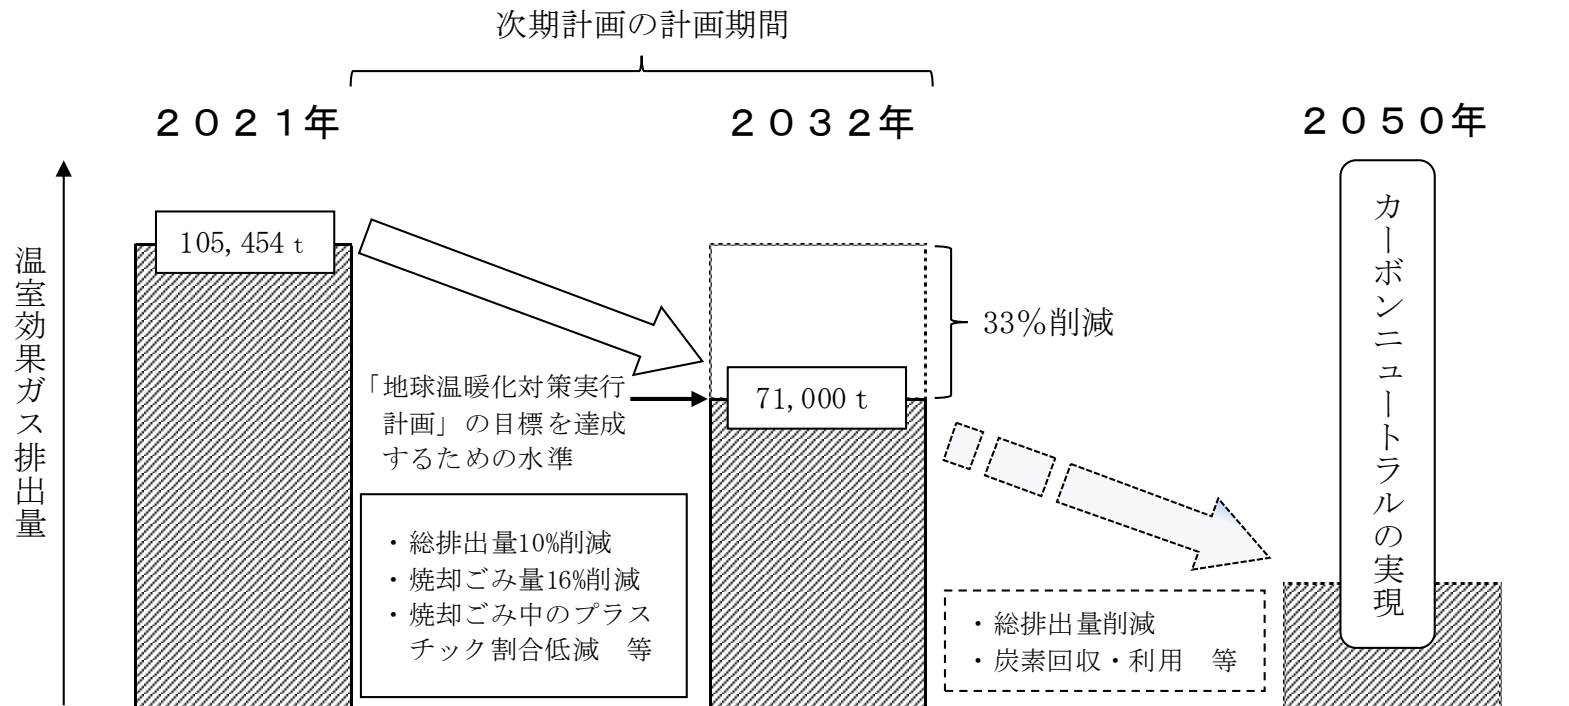 次期計画の計画期間
２０２１年
２０３２年
２０５０年
温室効果ガス排出量
105,454ｔ
71,000ｔ
33％削減
「地球温暖化対策実行
計画」の目標を達成
するための水準
・総排出量10%削減
・焼却ごみ量16%削減
・焼却ごみ中のプラス
チック割合低減　等
・総排出量削減
・炭素回収・利用　等
カーボンニュートラルの実現